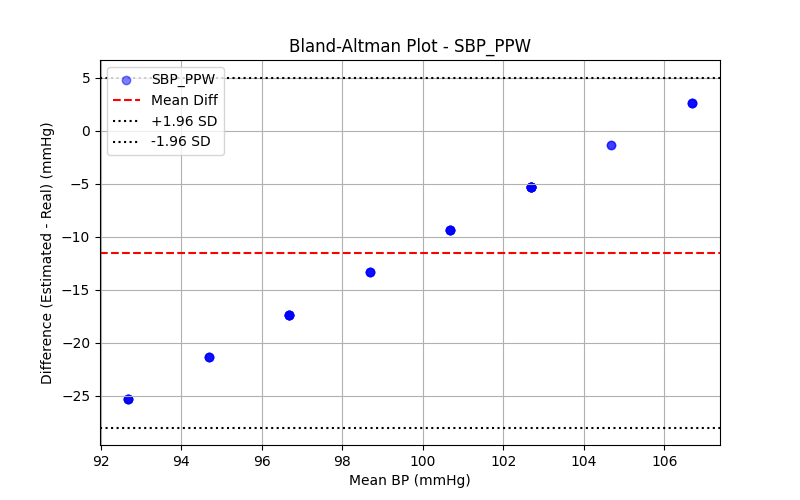 Bland-Altman Plot - SBP_PPW
SBP_PPW
Mean Diff
+1.96 SD
-1.96 SD
Difference (Estimated - Real) (mmHg)
5
0
−5
−10
−15
−20
−25
92 94 96 98 100 102 104 106
Mean BP (mmHg)